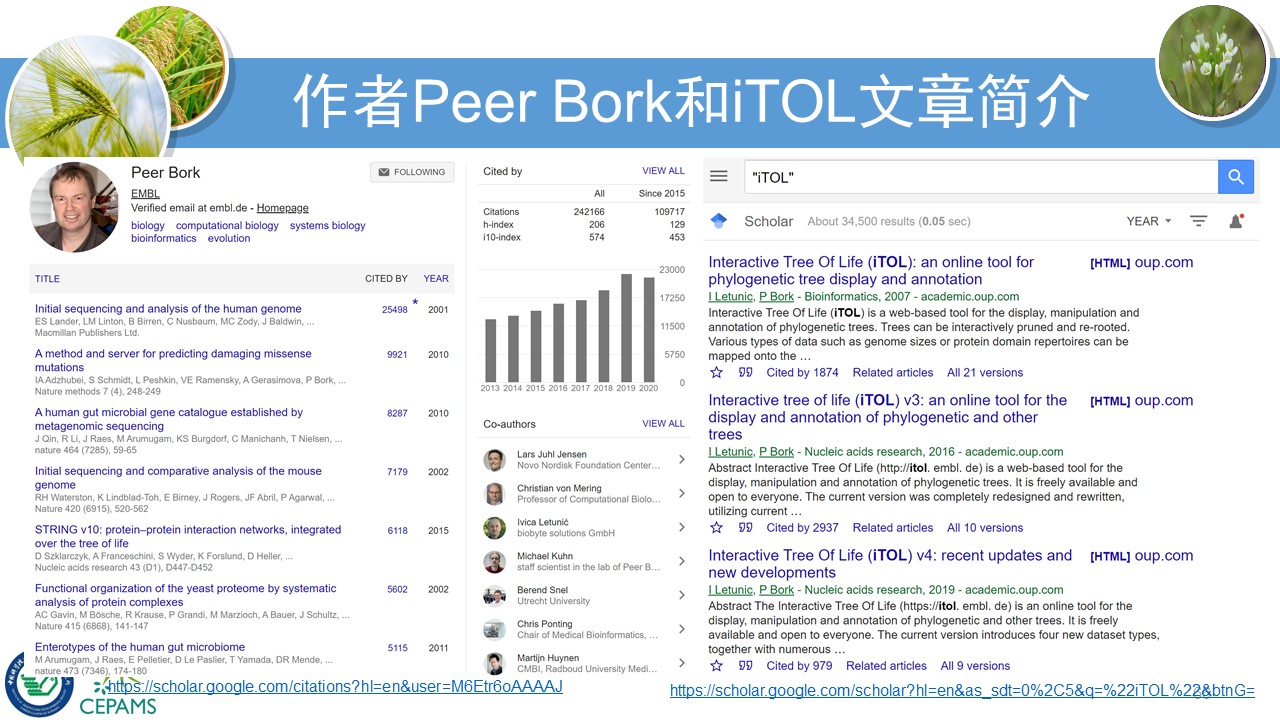 作者Peer Bork和iTOL文章简介
Peer Bork
FOLLOWING
EMBL
Verified email at embl.de - Homepage
biology computational biology systems biology
bioinformatics evolution
TITLE CITED BY YEAR
Initial sequencing and analysis of the human genome 25498 * 2001
ES Lander, LM Linton, B Birren, C Nusbaum, MC Zody, J Baldwin, ...
Macmillan Publishers Ltd.
A method and server for predicting damaging missense 9921 2010
mutations
IA Adzhubei, S Schmidt, L Peshkin, VE Ramensky, A Gerasimova, P Bork, ...
Nature methods 7 (4), 248-249
A human gut microbial gene catalogue established by 8287 2010
metagenomic sequencing
J Qin, R Li, J Raes, M Arumugam, KS Burgdorf, C Manichanh, T Nielsen, ...
nature 464 (7285), 59-65
Initial sequencing and comparative analysis of the mouse 7179 2002
genome
RH Waterston, K Lindblad-Toh, E Birney, J Rogers, JF Abril, P Agarwal, ...
Nature 420 (6915), 520-562
STRING v10: protein–protein interaction networks, integrated 6118 2015
over the tree of life
D Szklarczyk, A Franceschini, S Wyder, K Forslund, D Heller, ...
Nucleic acids research 43 (D1), D447-D452
Functional organization of the yeast proteome by systematic 5602 2002
analysis of protein complexes
AC Gavin, M Bösche, R Krause, P Grandi, M Marzioch, A Bauer, J Schultz, ...
Nature 415 (6868), 141-147
Enterotypes of the human gut microbiome 5115 2011
M Arumugam, J Raes, E Pelletier, D Le Paslier, T Yamada, DR Mende, ...
nature 473 (7346), 174-180
https://scholar.google.com/citations?hl=en&user=M6Etr6oAAAAJ
CEPAMS
Cited by VIEW ALL
All Since 2015
Citations 242166 109717
h-index 206 129
i10-index 574 453
23000
17250
11500
5750
0
2013 2014 2015 2016 2017 2018 2019 2020
Co-authors VIEW ALL
Lars Juhl Jensen
Novo Nordisk Foundation Center…
Christian von Mering
Professor of Computational Biolo…
Ivica Letunić
biobyte solutions GmbH
Michael Kuhn
staff scientist in the lab of Peer B…
Berend Snel
Utrecht University
Chris Ponting
Chair of Medical Bioinformatics, …
Martijn Huynen
CMBI, Radboud University Medi…
"iTOL"
Scholar About 34,500 results (0.05 sec) YEAR
Interactive Tree Of Life (iTOL): an online tool for [HTML] oup.com
phylogenetic tree display and annotation
I Letunic, P Bork - Bioinformatics, 2007 - academic.oup.com
Interactive Tree Of Life (iTOL) is a web-based tool for the display, manipulation and
annotation of phylogenetic trees. Trees can be interactively pruned and re-rooted.
Various types of data such as genome sizes or protein domain repertoires can be
mapped onto the …
Cited by 1874 Related articles All 21 versions
Interactive tree of life (iTOL) v3: an online tool for the [HTML] oup.com
display and annotation of phylogenetic and other
trees
I Letunic, P Bork - Nucleic acids research, 2016 - academic.oup.com
Abstract Interactive Tree Of Life (http://itol. embl. de) is a web-based tool for the
display, manipulation and annotation of phylogenetic trees. It is freely available and
open to everyone. The current version was completely redesigned and rewritten,
utilizing current …
Cited by 2937 Related articles All 10 versions
Interactive Tree Of Life (iTOL) v4: recent updates and [HTML] oup.com
new developments
I Letunic, P Bork - Nucleic acids research, 2019 - academic.oup.com
Abstract The Interactive Tree Of Life (https://itol. embl. de) is an online tool for the
display, manipulation and annotation of phylogenetic and other trees. It is freely
available and open to everyone. The current version introduces four new dataset types,
together with numerous …
Cited by 979 Related articles All 9 versions
https://scholar.google.com/scholar?hl=en&as_sdt=0%2C5&q=%22iTOL%22&btnG=